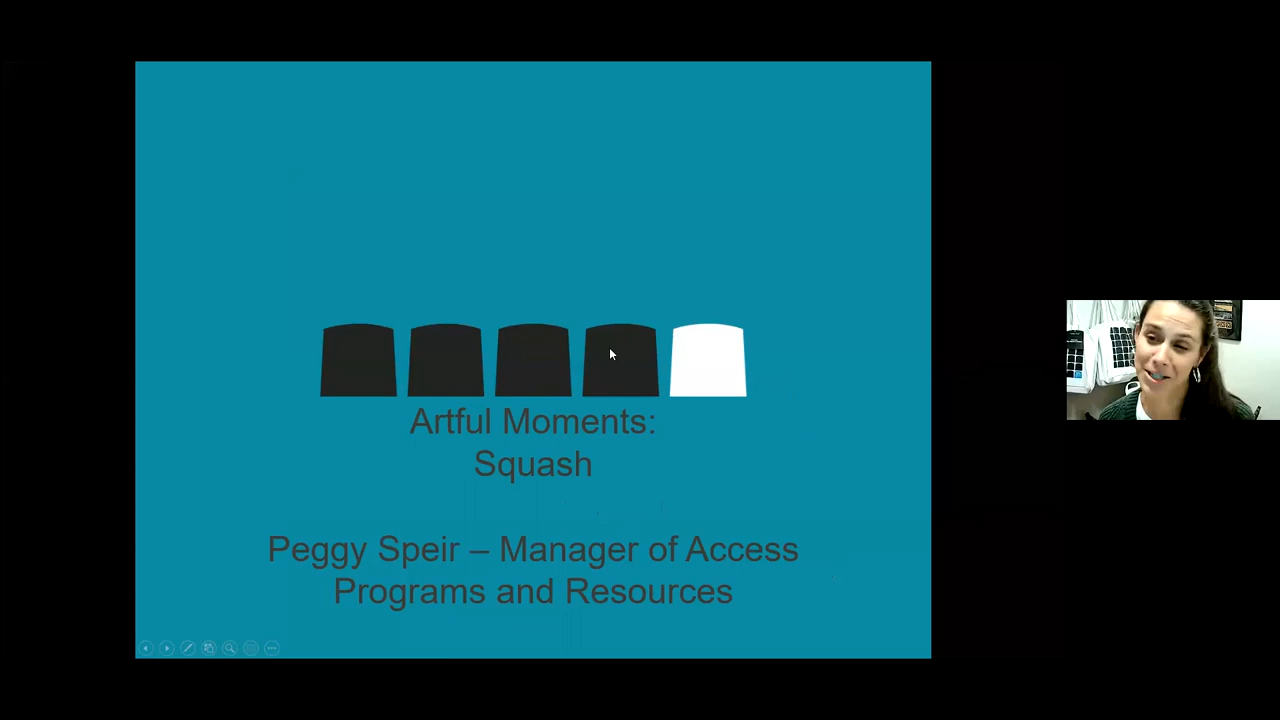 Artful Moments:
Squash
Peggy Speir – Manager of Access
Programs and Resources